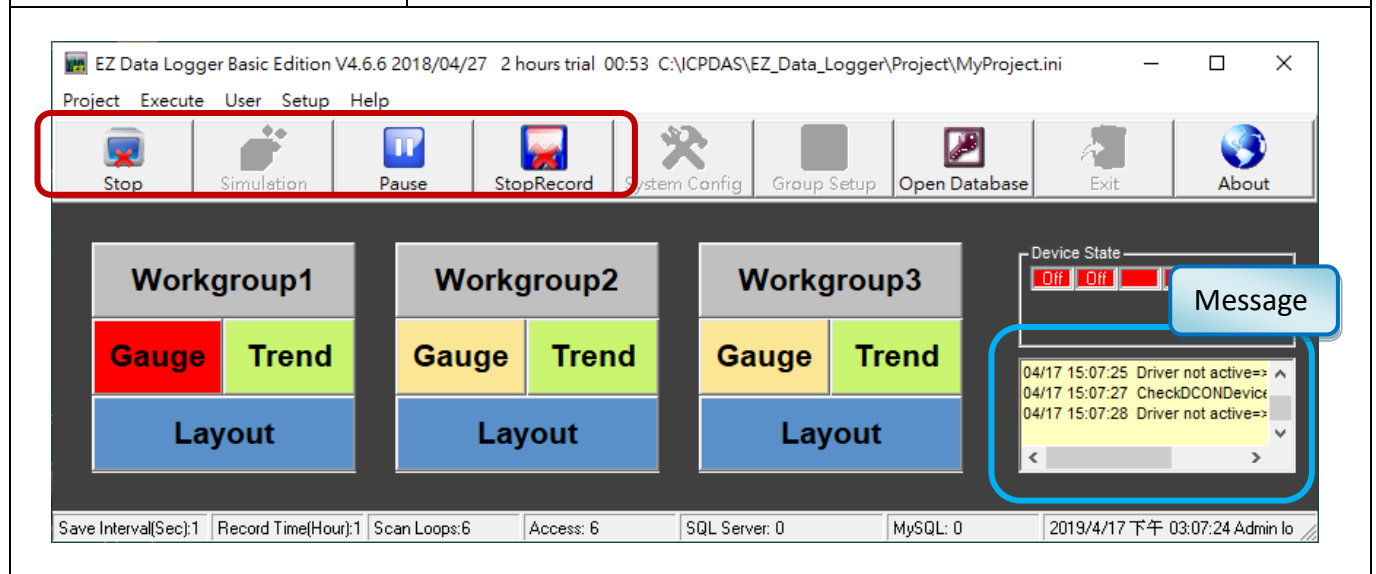 EZ Data Logger Basic Edition V4.6.6 2018/04/27 2 hours trial 00:53 C:\ICPDAS\EZ_Data_Logger\Project\MyProject.ini
Project Execute User Setup Help
Stop Simulation Pause StopRecord System Config Group Setup Open Database Exit About
Workgroup1 Workgroup2 Workgroup3
Device State
Off Off
Message
Gauge Trend Gauge Trend Gauge Trend
Layout Layout Layout
04/17 15:07:25 Driver not active=>
04/17 15:07:27 CheckDCONDevice
04/17 15:07:28 Driver not active=>
Save Interval(Sec):1 Record Time(Hour):1 Scan Loops:6 Access: 6 SQL Server: 0 MySQL: 0 2019/4/17 下午 03:07:24 Admin lo